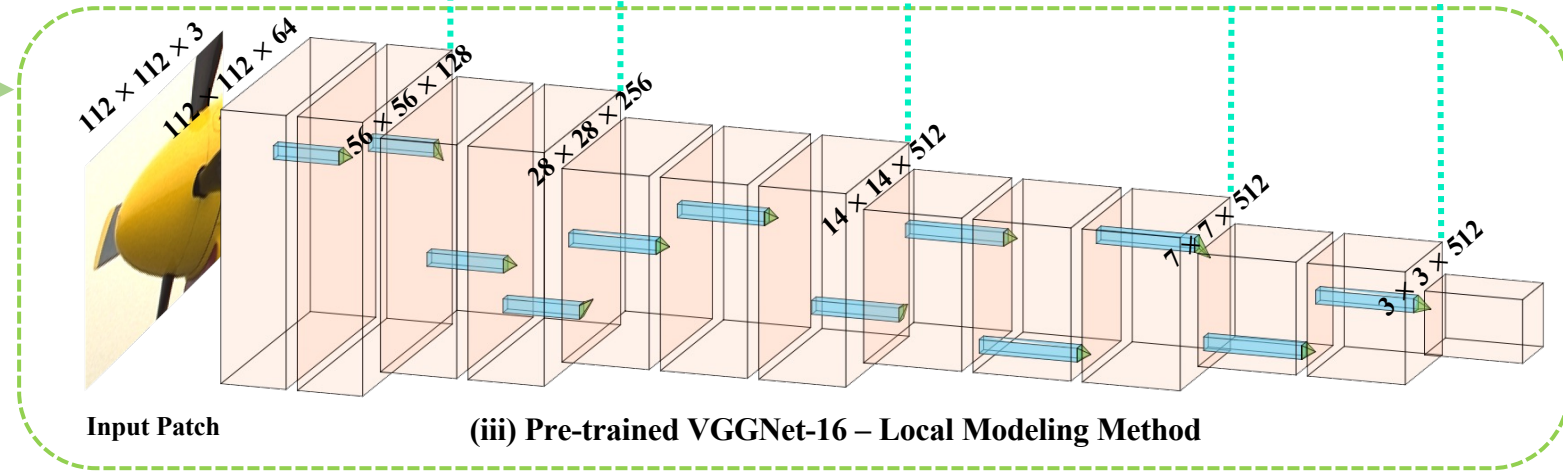 112 × 112 × 3
112 × 112 × 64
56 × 56 × 128
28 × 28 × 256
14 × 14 × 512
7 × 7 × 512
3 × 3 × 512
Input Patch
(iii) Pre-trained VGGNet-16 – Local Modeling Method